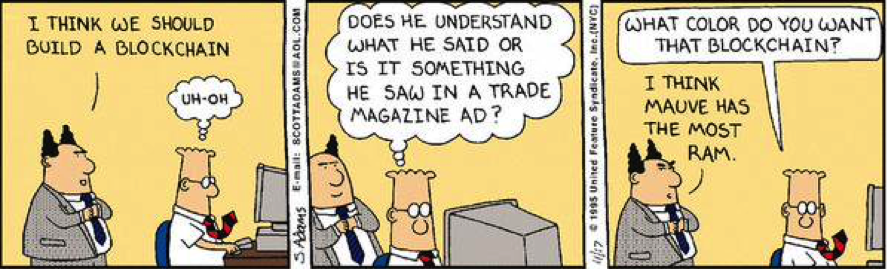 I THINK WE SHOULD
BUILD A BLOCKCHAIN
UH-OH
S.Adams
E-mail: SCOTTADAMS@AOL.COM
DOES HE UNDERSTAND
WHAT HE SAID OR
IS IT SOMETHING
HE SAW IN A TRADE
MAGAZINE AD?
11/17
© 1995 United Feature Syndicate, Inc.(NYC)
WHAT COLOR DO YOU WANT
THAT BLOCKCHAIN?
I THINK
MAUVE HAS
THE MOST
RAM.